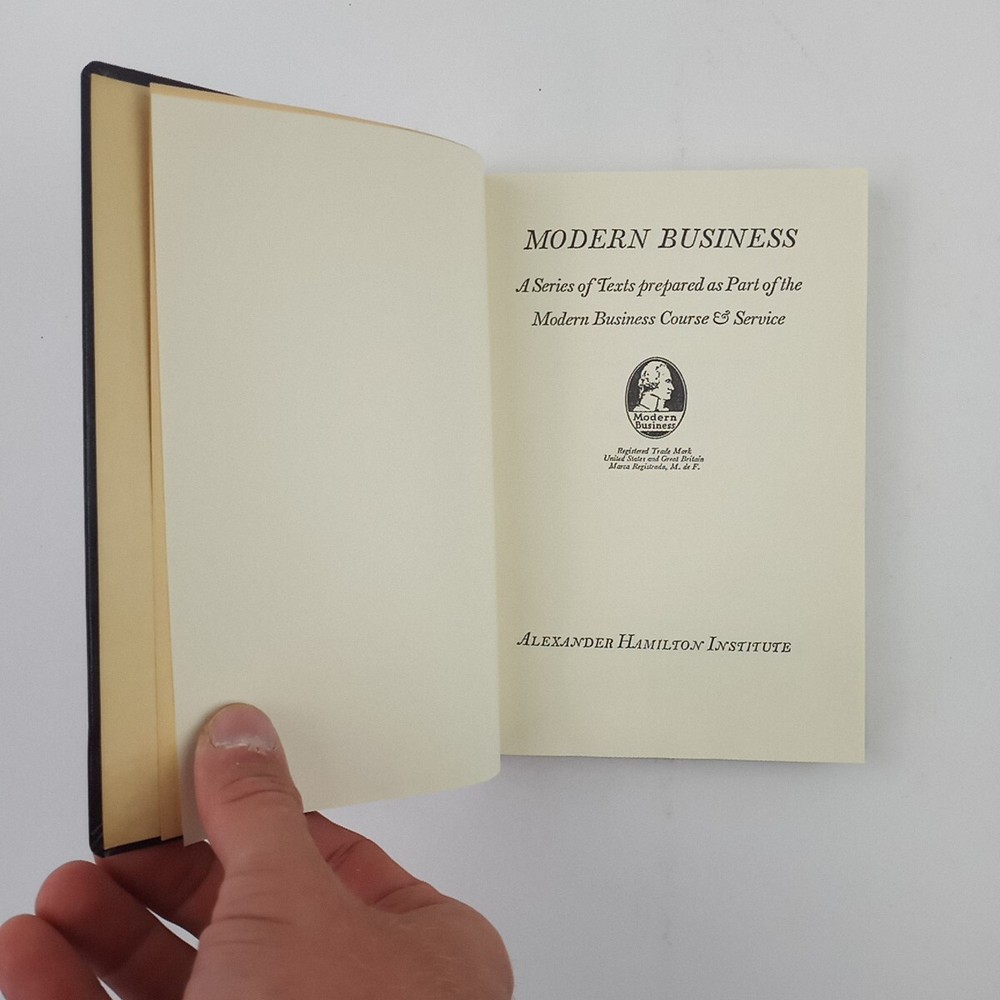 MODERN BUSINESS
A Series of Texts prepared as Part of the
Modern Business Course & Service
Modern
Business
Registered Trade Mark
United States and Great Britain
Marca Registrada, M. de F.
ALEXANDER HAMILTON INSTITUTE